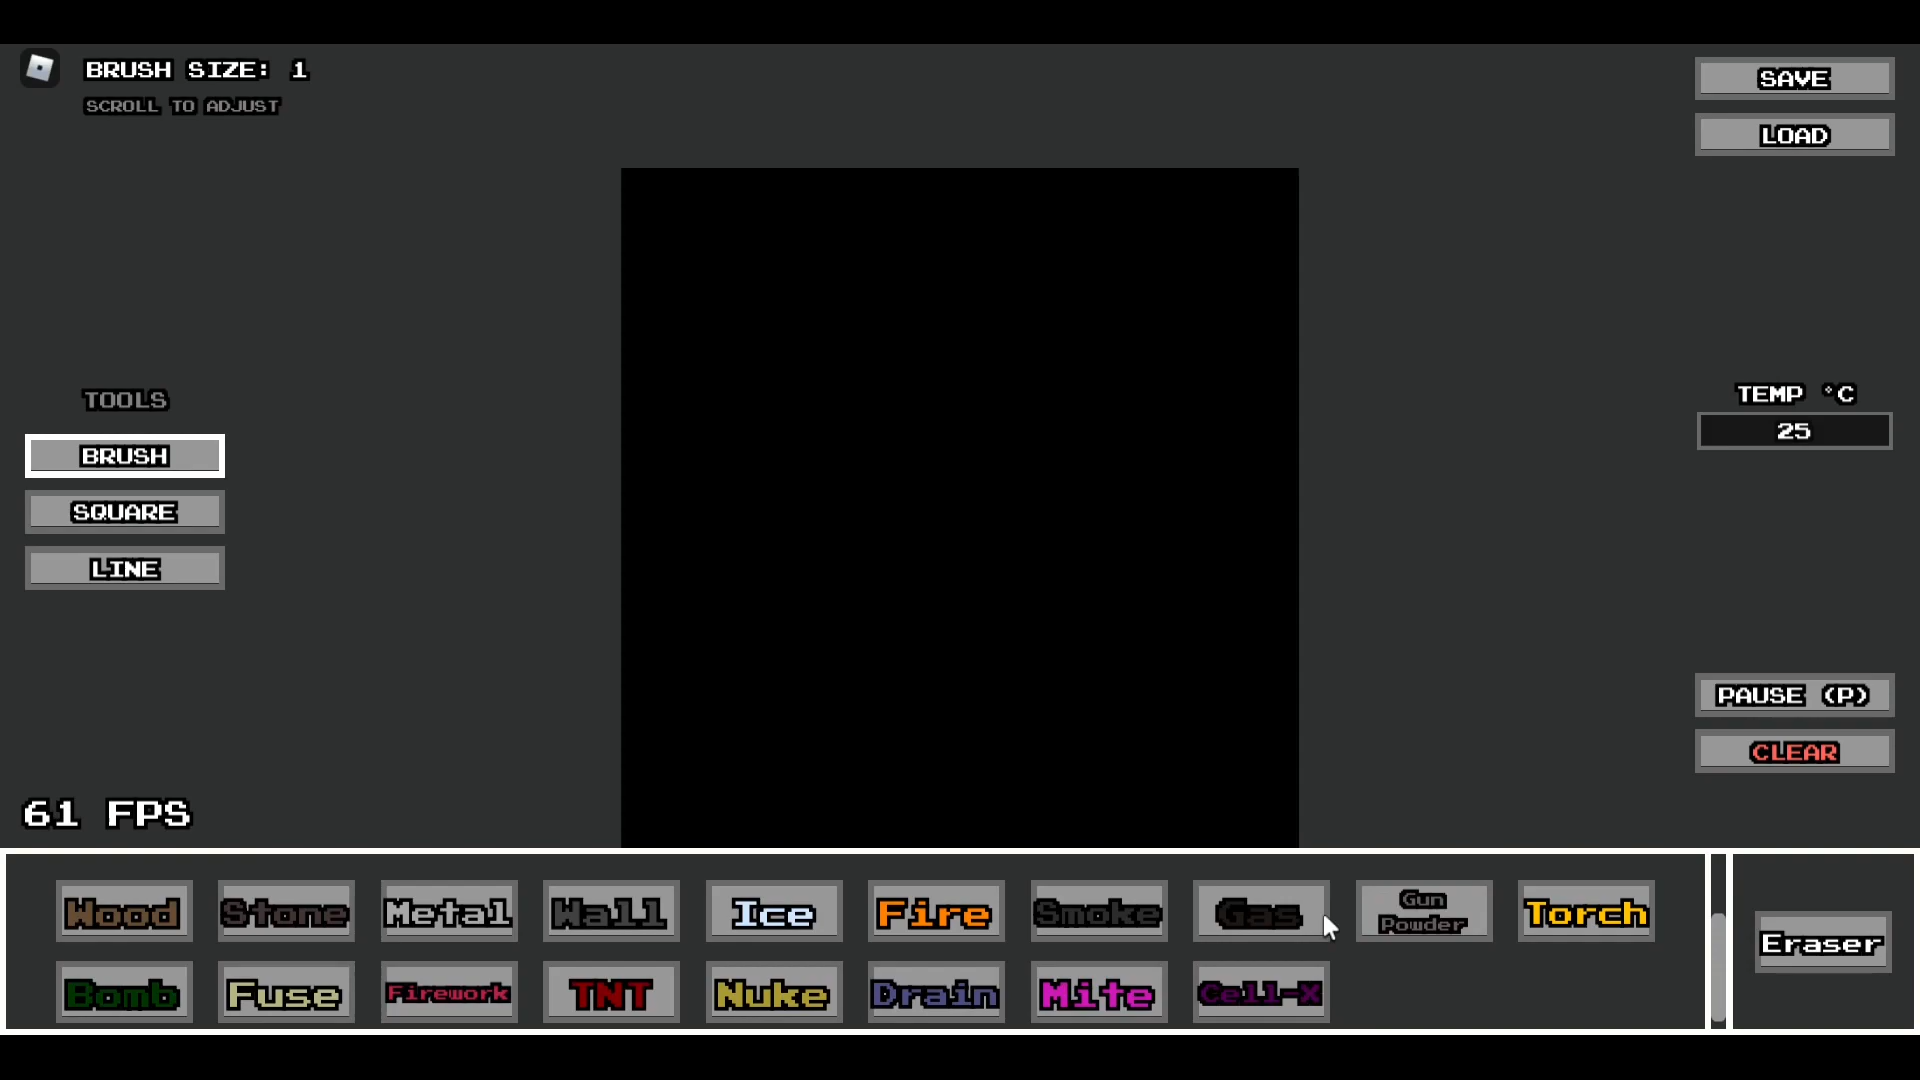 BRUSH SIZE: 1
SCROLL TO ADJUST
SAVE
LOAD
TOOLS
BRUSH
SQUARE
LINE
TEMP °C
25
PAUSE (P)
CLEAR
61 FPS
Wood Stone Metal Wall Ice Fire Smoke Gas Gun Powder Torch
Bomb Fuse Firework TNT Nuke Drain Mite Cell-X
Eraser